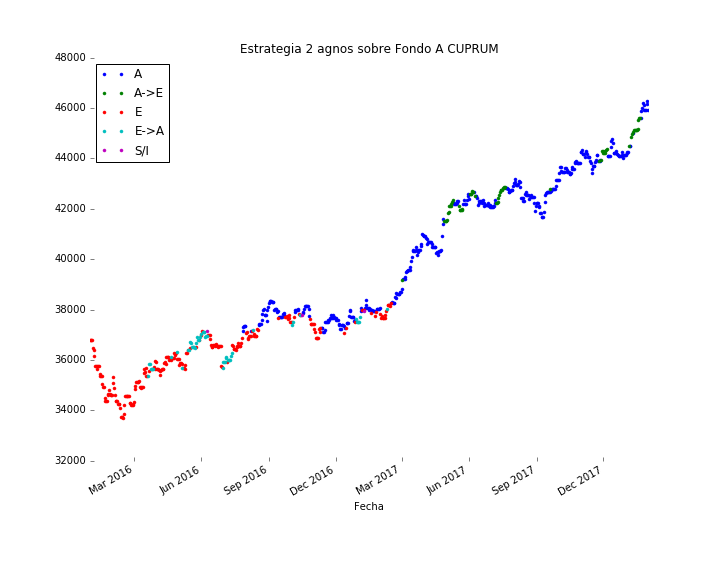 Estrategia 2 agnos sobre Fondo A CUPRUM
48000
46000
44000
42000
40000
38000
36000
34000
32000
A
A->E
E
E->A
S/I
Mar 2016
Jun 2016
Sep 2016
Dec 2016
Mar 2017
Jun 2017
Sep 2017
Dec 2017
Fecha